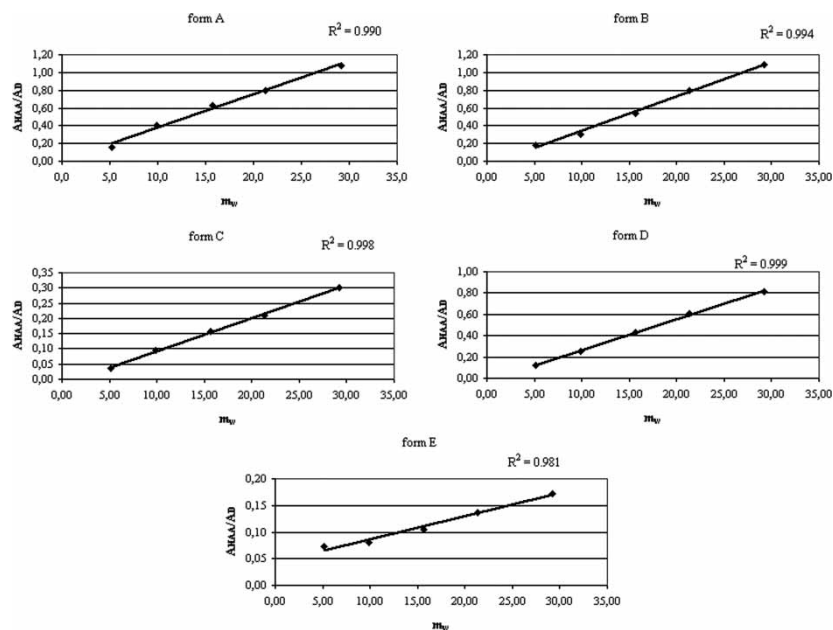 form A
R² = 0.990
AHAA/AD
1,20
1,00
0,80
0,60
0,40
0,20
0,00
0,0 5,0 10,0 15,0 20,0 25,0 30,0 35,0
mw
form B
R² = 0.994
AHAA/AD
1,20
1,00
0,80
0,60
0,40
0,20
0,00
0,00 5,00 10,00 15,00 20,00 25,00 30,00 35,00
mw
form C
R² = 0.998
AHAA/AD
0,35
0,30
0,25
0,20
0,15
0,10
0,05
0,00
0,00 5,00 10,00 15,00 20,00 25,00 30,00 35,00
mw
form D
R² = 0.999
AHAA/AD
1,00
0,80
0,60
0,40
0,20
0,00
0,00 5,00 10,00 15,00 20,00 25,00 30,00 35,00
mw
form E
R² = 0.981
AHAA/AD
0,20
0,15
0,10
0,05
0,00
0,00 5,00 10,00 15,00 20,00 25,00 30,00 35,00
mw